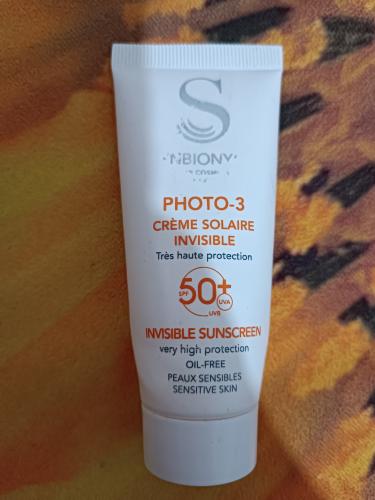 S
PHOTO-3
CRÈME SOLAIRE
INVISIBLE
Très haute protection
SPF 50+ UVA
UVB
INVISIBLE SUNSCREEN
very high protection
OIL-FREE
PEAUX SENSIBLES
SENSITIVE SKIN